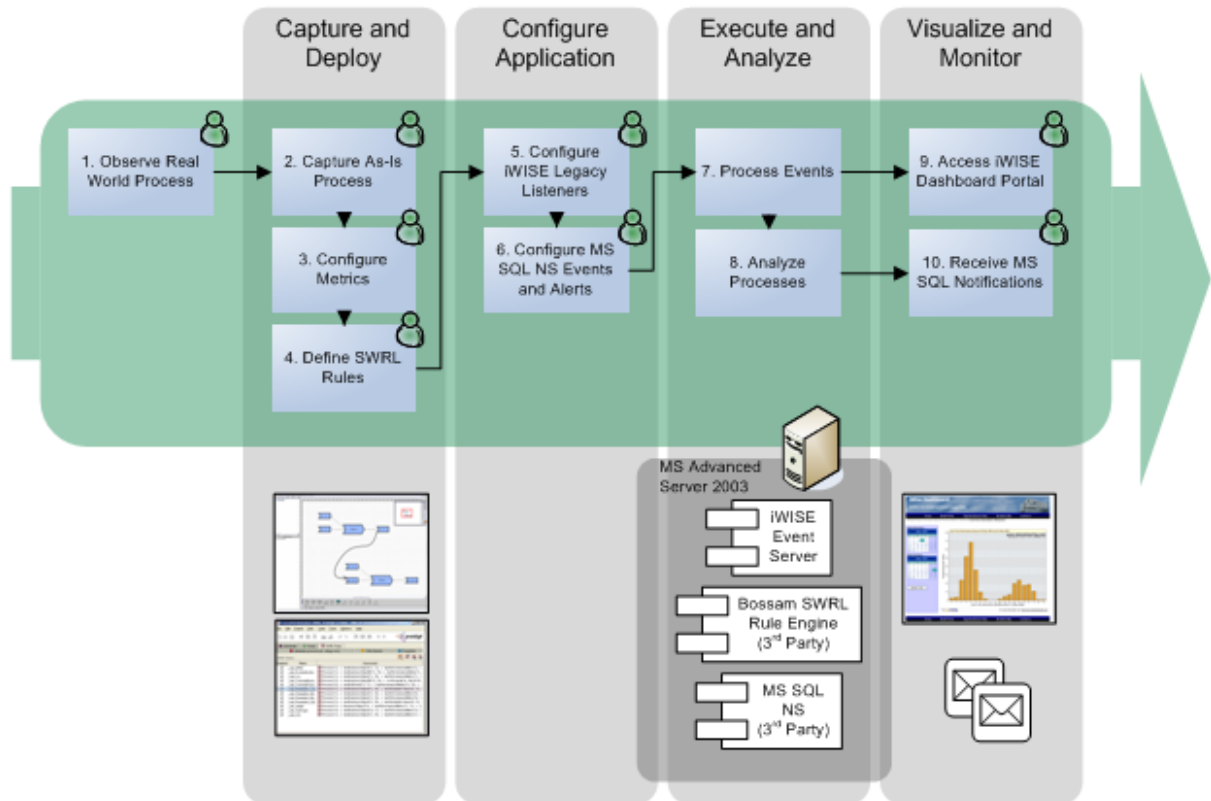 Capture and
Deploy
Configure
Application
Execute and
Analyze
Visualize and
Monitor
1. Observe Real
World Process
2. Capture As-Is
Process
3. Configure
Metrics
4. Define SWRL
Rules
5. Configure
iWISE Legacy
Listeners
6. Configure MS
SQL NS Events
and Alerts
7. Process Events
8. Analyze
Processes
9. Access iWISE
Dashboard Portal
10. Receive MS
SQL Notifications
MS Advanced
Server 2003
iWISE
Event
Server
Bossam SWRL
Rule Engine
(3rd Party)
MS SQL
NS
(3rd Party)